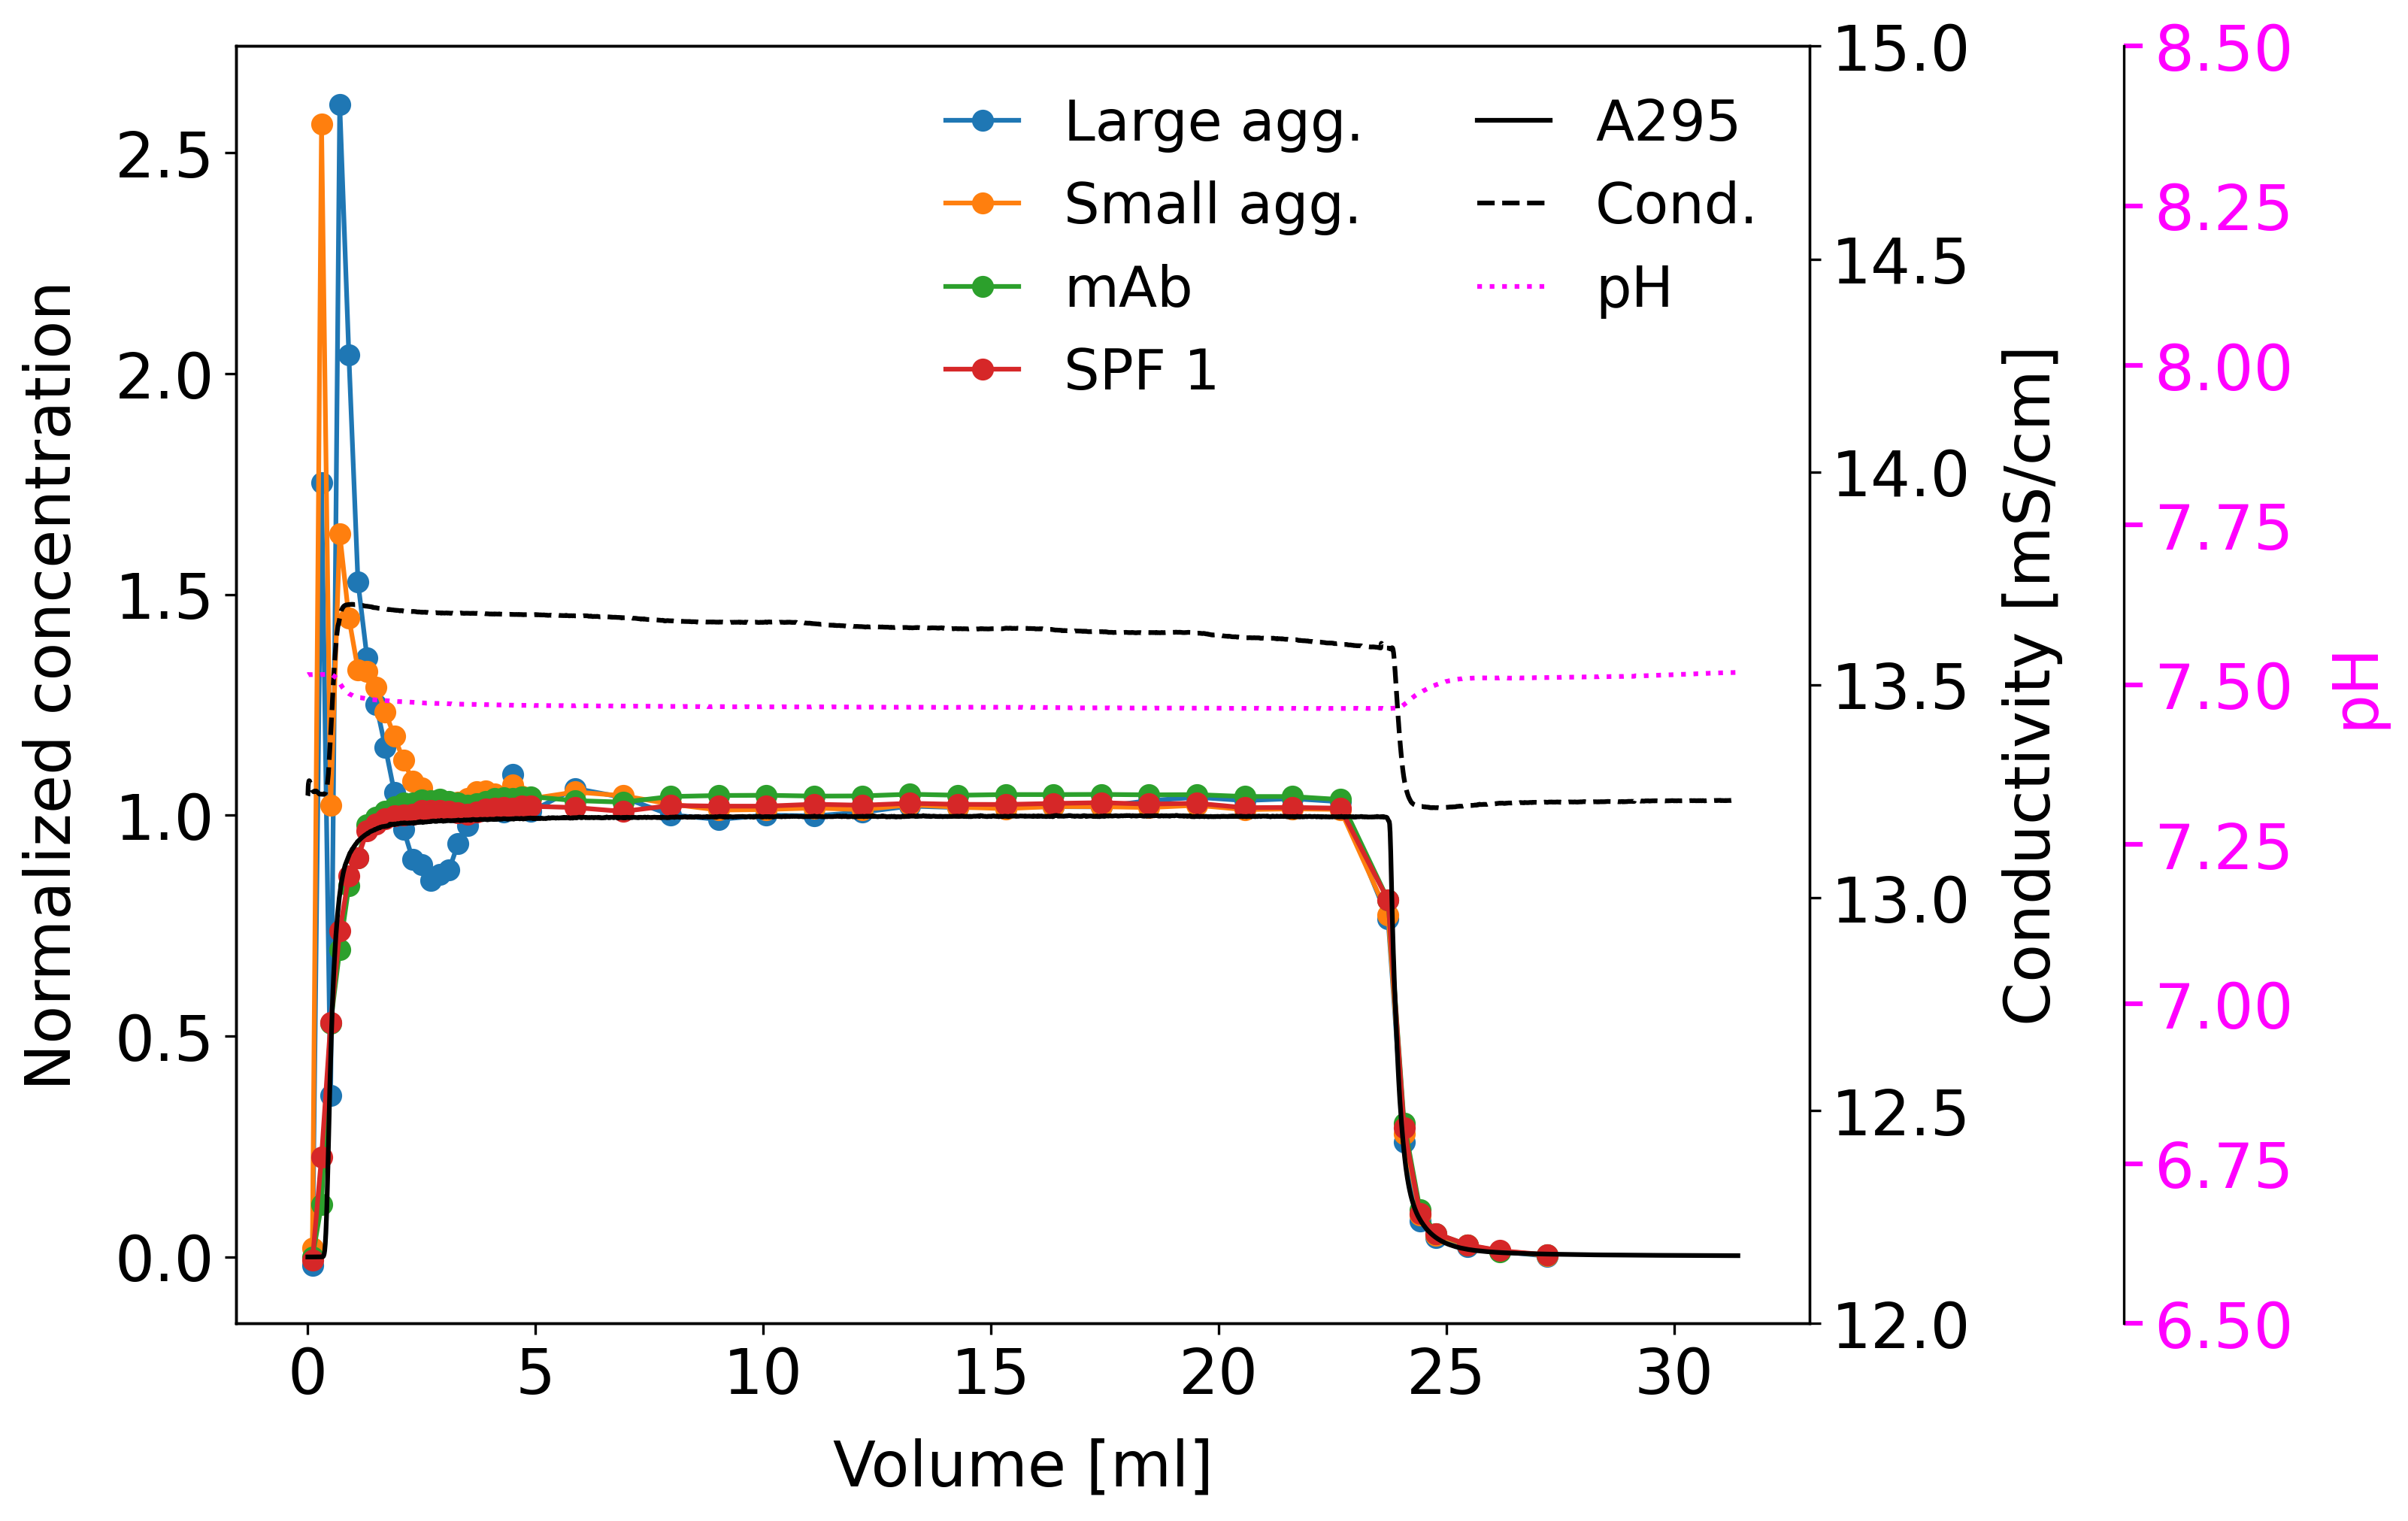 Normalized concentration
2.5
2.0
1.5
1.0
0.5
0.0
0 5 10 15 20 25 30
Volume [ml]
Large agg.
Small agg.
mAb
SPF 1
A295
Cond.
pH
15.0
14.5
14.0
13.5
13.0
12.5
12.0
Conductivity [mS/cm]
8.50
8.25
8.00
7.75
7.50
7.25
7.00
6.75
6.50
pH